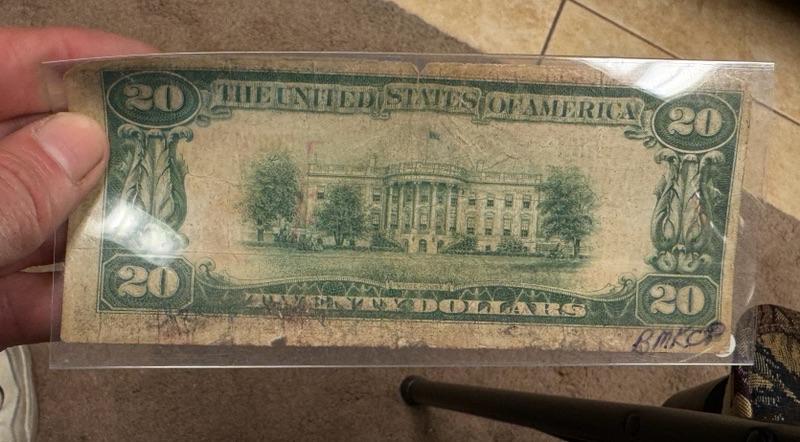 20 THE UNITED STATES OF AMERICA 20
20 TWENTY DOLLARS 20